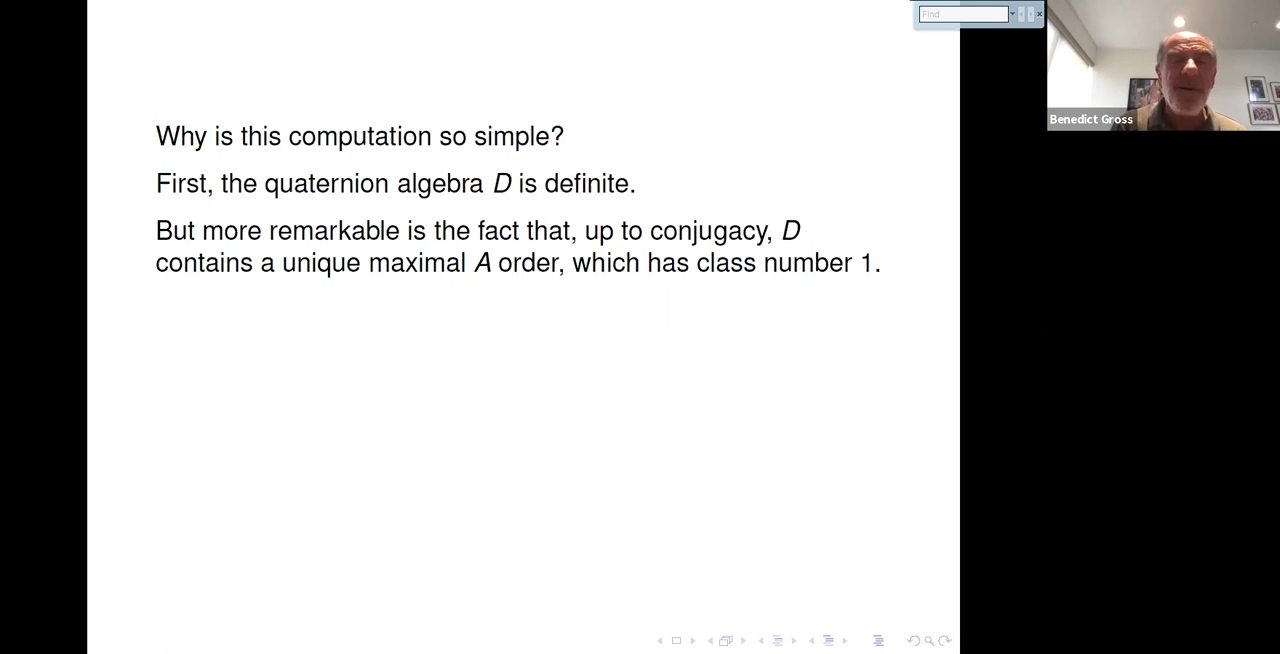 Find
Benedict Gross
Why is this computation so simple?
First, the quaternion algebra D is definite.
But more remarkable is the fact that, up to conjugacy, D
contains a unique maximal A order, which has class number 1.